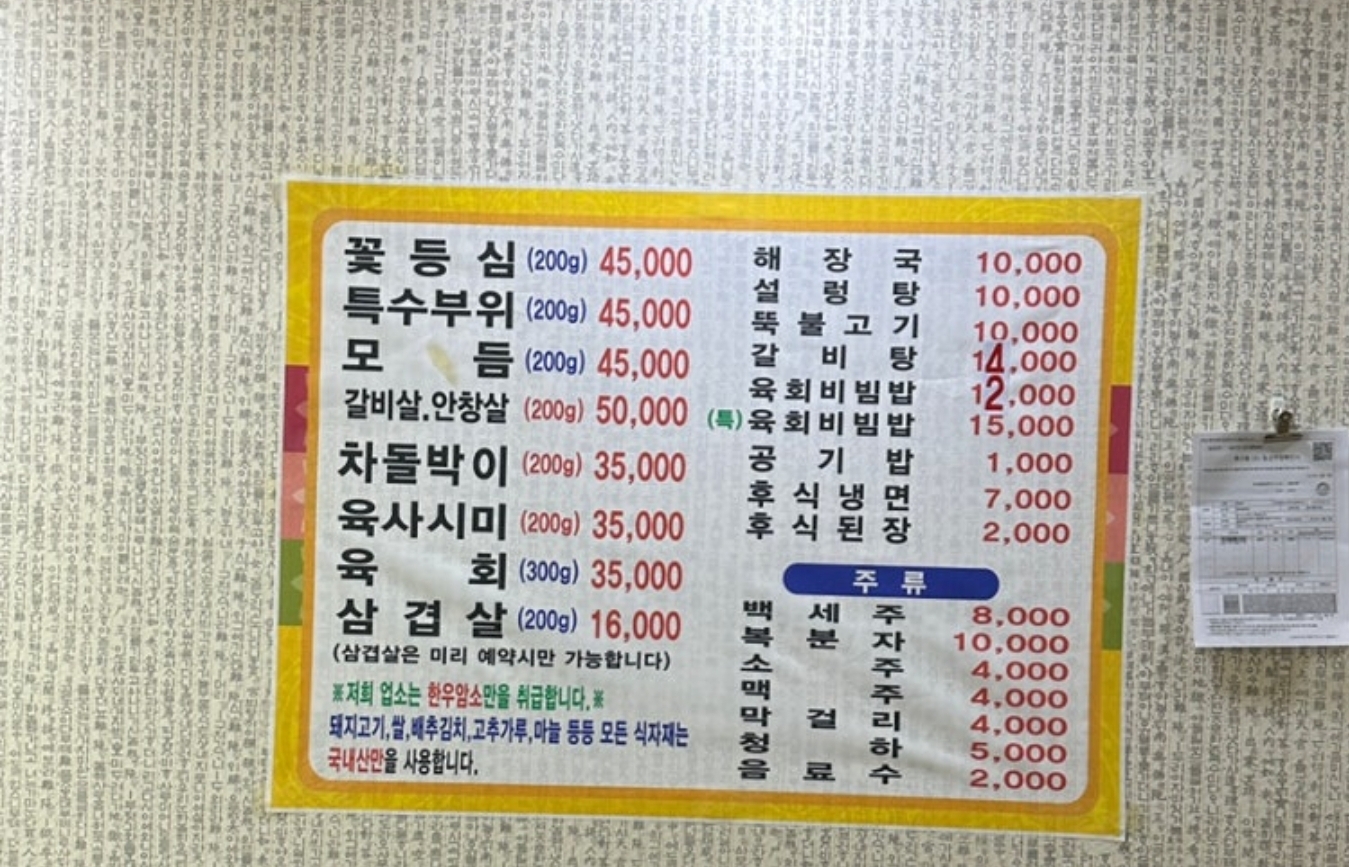 꽃등심 (200g) 45,000
특수부위 (200g) 45,000
모듬 (200g) 45,000
갈비살.안창살 (200g) 50,000
차돌박이 (200g) 35,000
육사시미 (200g) 35,000
육회 (300g) 35,000
삼겹살 (200g) 16,000
(삼겹살은 미리 예약시만 가능합니다)
※저희 업소는 한우암소만을 취급합니다.※
돼지고기,쌀,배추김치,고추가루,마늘 등등 모든 식자재는
국내산만을 사용합니다.
해장국 10,000
설렁탕 10,000
뚝불고기 10,000
갈비탕 14,000
육회비빔밥 12,000
(특)육회비빔밥 15,000
공기밥 1,000
후식냉면 7,000
후식된장 2,000
주류
백세주 8,000
복분자 10,000
소주 4,000
맥주 4,000
막걸리 4,000
청하 5,000
음료수 2,000